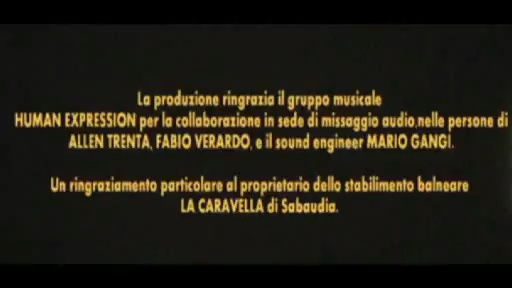 La produzione ringrazia il gruppo musicale
HUMAN EXPRESSION per la collaborazione in sede di missaggio audio,nelle persone di
ALLEN TRENTA, FABIO VERARDO, e il sound engineer MARIO GANGI.
Un ringraziamento particolare al proprietario dello stabilimento balneare
LA CARAVELLA di Sabaudia.